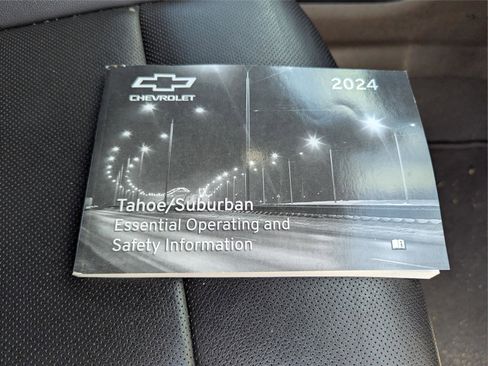 CHEVROLET
2024
Tahoe/Suburban
Essential Operating and
Safety Information